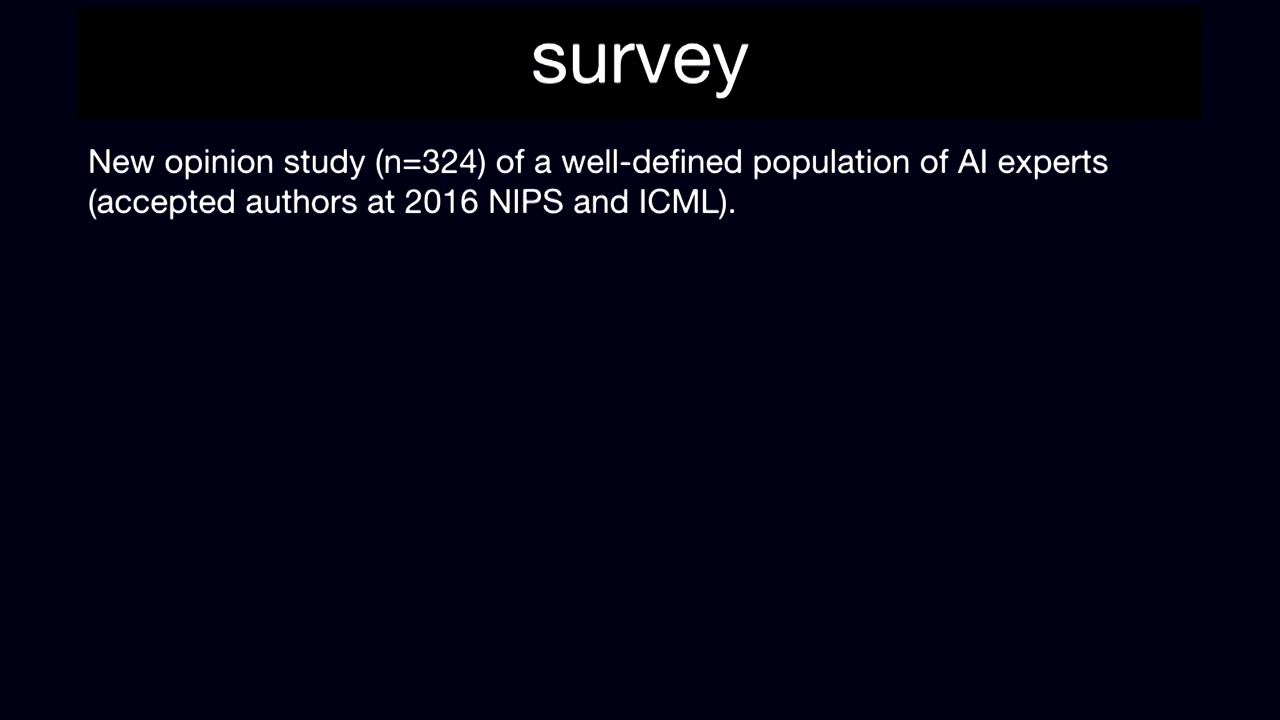 survey
New opinion study (n=324) of a well-defined population of AI experts
(accepted authors at 2016 NIPS and ICML).